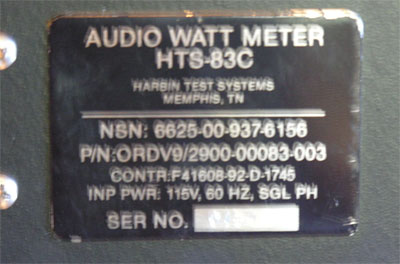 AUDIO WATT METER
HTS-83C
HARBIN TEST SYSTEMS
MEMPHIS, TN
NSN: 6625-00-937-6156
P/N:ORDV9/2900-00083-003
CONTR:F41608-92-D-1745
INP PWR: 115V, 60 HZ, SGL PH
SER NO.